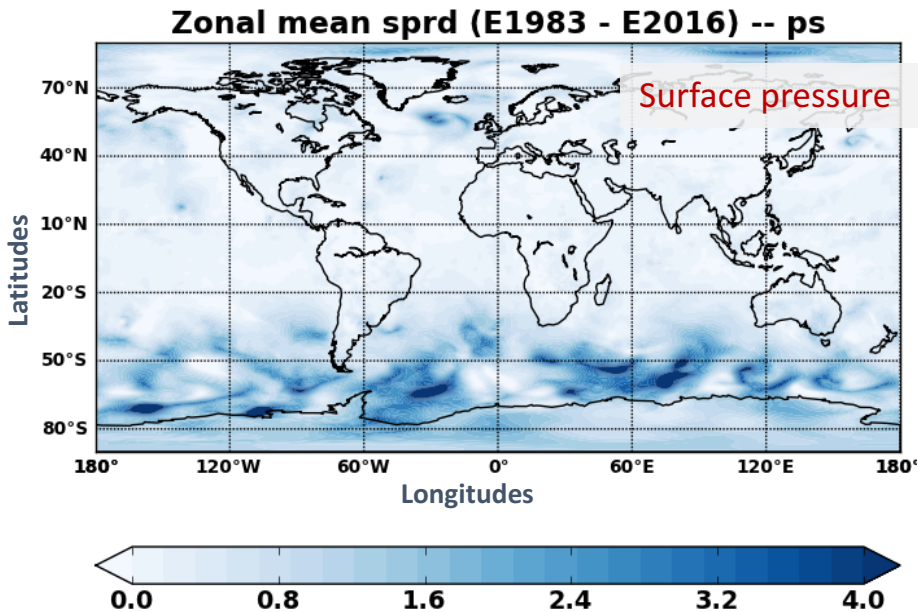 Zonal mean sprd (E1983 - E2016) -- ps
Surface pressure
Latitudes
70°N
40°N
10°N
20°S
50°S
80°S
180° 120°W 60°W 0° 60°E 120°E 180°
Longitudes
0.0 0.8 1.6 2.4 3.2 4.0